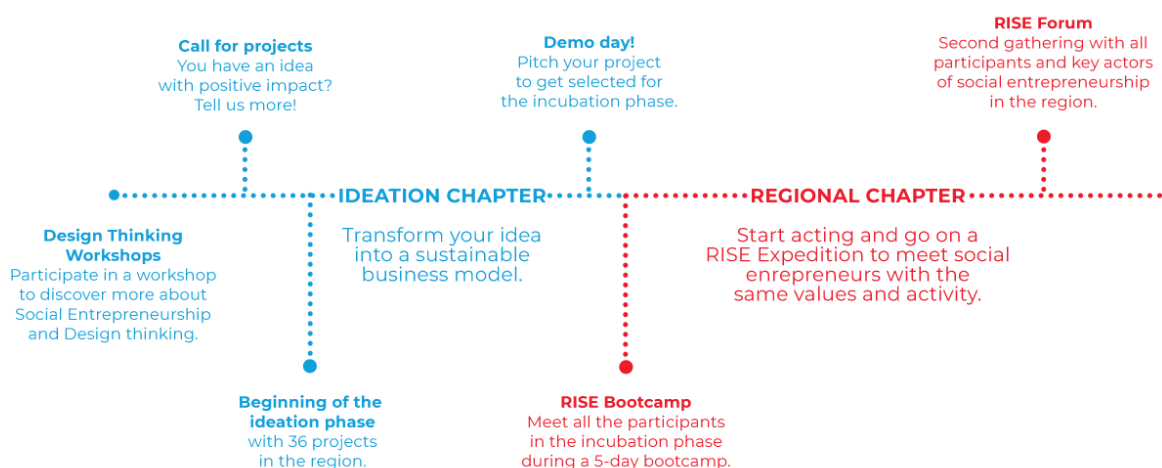 Call for projects
You have an idea
with positive impact?
Tell us more!
Demo day!
Pitch your project
to get selected for
the incubation phase.
RISE Forum
Second gathering with all
participants and key actors
of social entrepreneurship
in the region.
IDEATION CHAPTER
REGIONAL CHAPTER
Design Thinking
Workshops
Participate in a workshop
to discover more about
Social Entrepreneurship
and Design thinking.
Transform your idea
into a sustainable
business model.
Start acting and go on a
RISE Expedition to meet social
enrepreneurs with the
same values and activity.
Beginning of the
ideation phase
with 36 projects
in the region.
RISE Bootcamp
Meet all the participants
in the incubation phase
during a 5-day bootcamp.